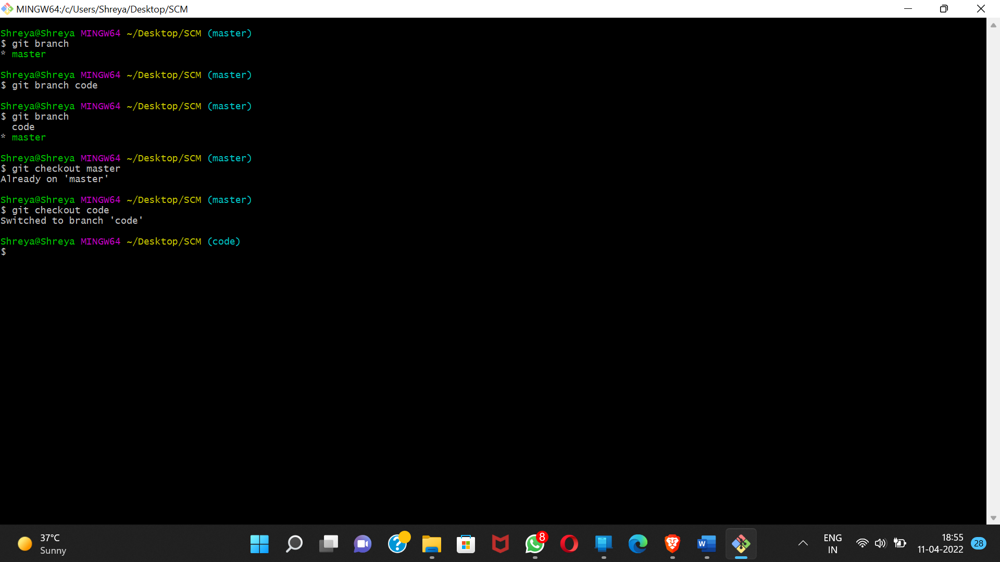 MINGW64:/c/Users/Shreya/Desktop/SCM
Shreya@Shreya MINGW64 ~/Desktop/SCM (master)
$ git branch
* master
Shreya@Shreya MINGW64 ~/Desktop/SCM (master)
$ git branch code
Shreya@Shreya MINGW64 ~/Desktop/SCM (master)
$ git branch
  code
* master
Shreya@Shreya MINGW64 ~/Desktop/SCM (master)
$ git checkout master
Already on 'master'
Shreya@Shreya MINGW64 ~/Desktop/SCM (master)
$ git checkout code
Switched to branch 'code'
Shreya@Shreya MINGW64 ~/Desktop/SCM (code)
$
37°C
Sunny
8
W
ENG
IN
18:55
11-04-2022
28